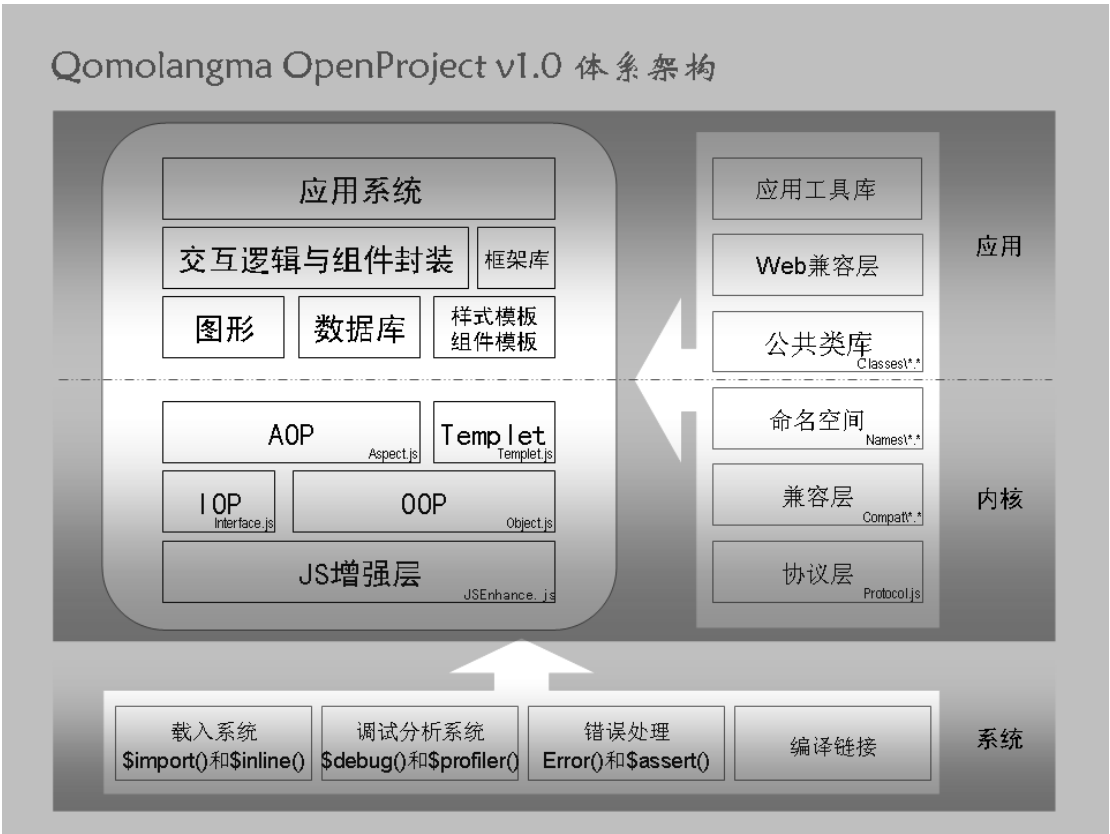 Qomolangma OpenProject v1.0 体系架构
应用系统
交互逻辑与组件封装
框架库
图形
数据库
样式模板
组件模板
AOP
Aspect.js
Templet
Templet.js
IOP
Interface.js
OOP
Object.js
JS增强层
JSEnhance.js
应用工具库
Web兼容层
公共类库
Classes\*.*
命名空间
Names\*.*
兼容层
Compat\*.*
协议层
Protocol.js
应用
内核
载入系统
$import()和$inline()
调试分析系统
$debug()和$profiler()
错误处理
Error()和$assert()
编译链接
系统